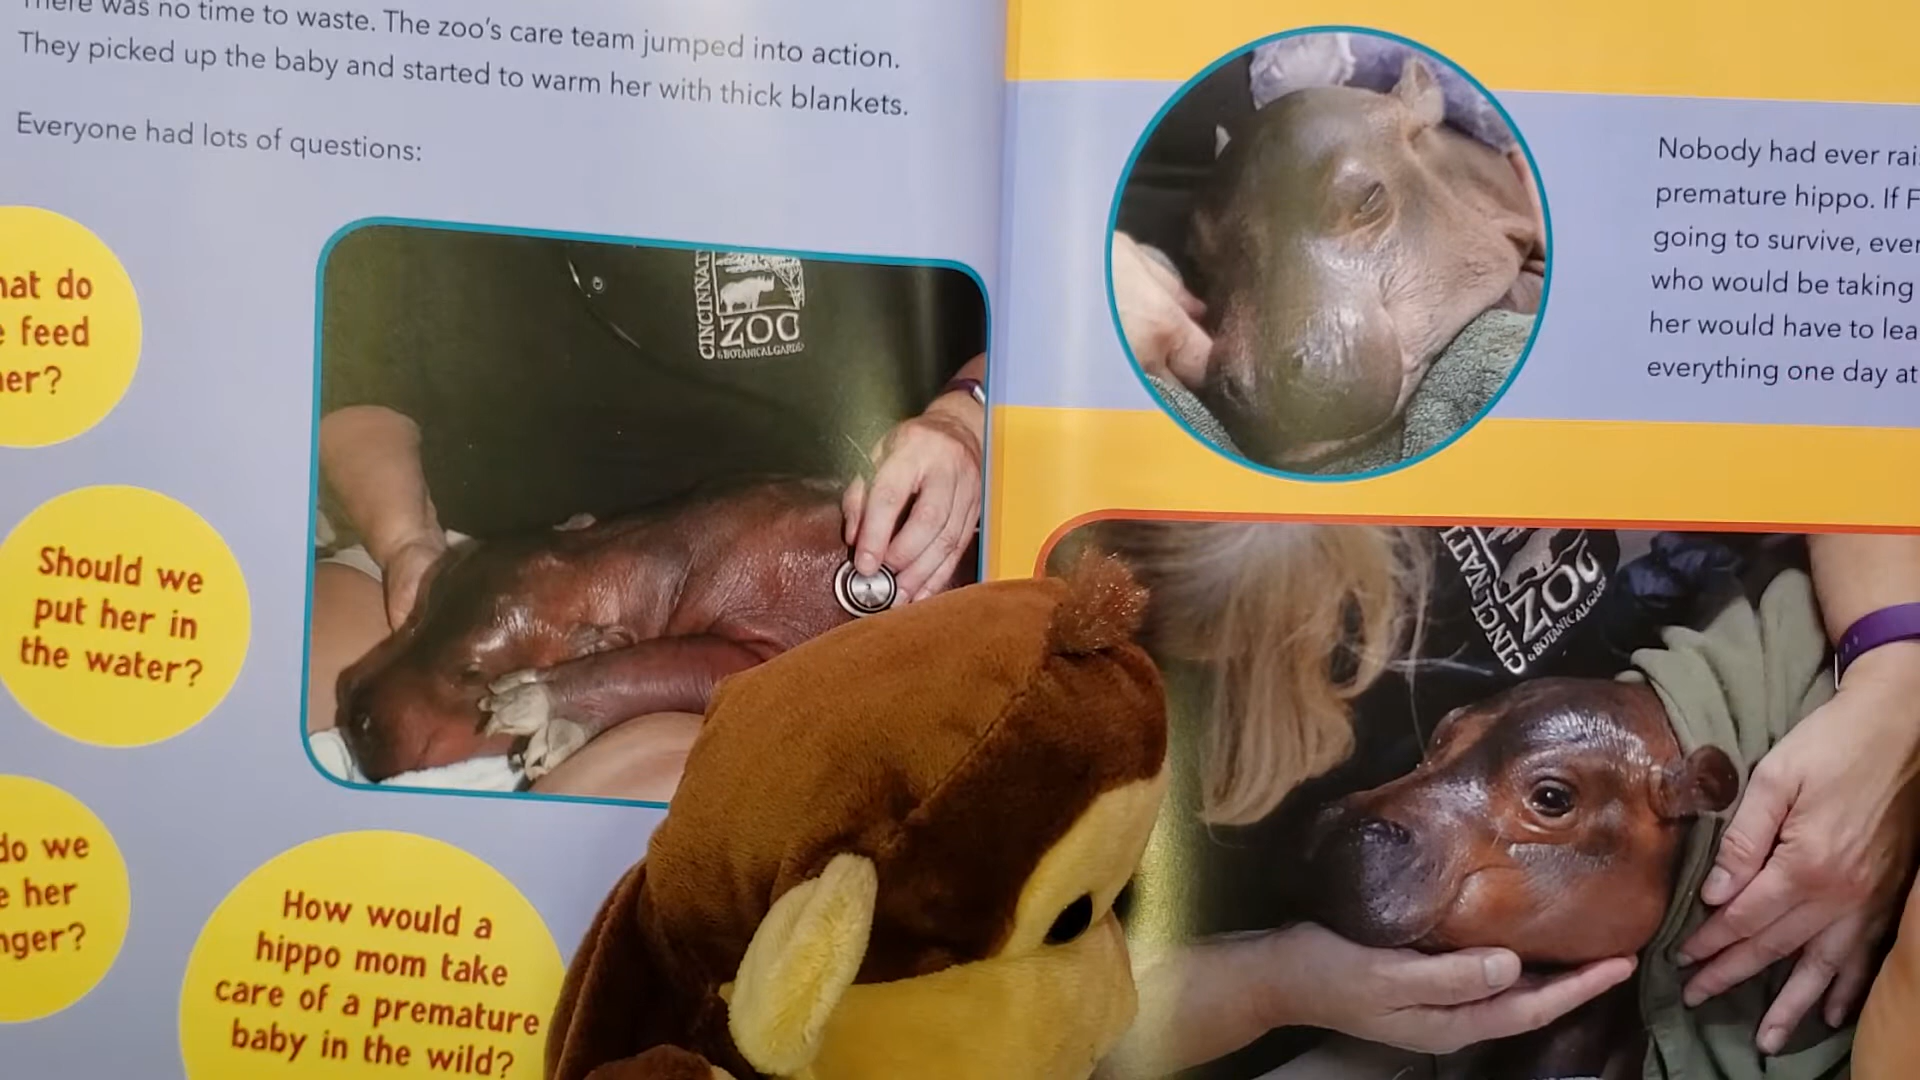 There was no time to waste. The zoo's care team jumped into action.
They picked up the baby and started to warm her with thick blankets.
Everyone had lots of questions:
do
feed
her?
Should we
put her in
the water?
do we
her
How would a
hippo mom take
care of a premature
baby in the wild?
CINCINNATI
ZOO
& BOTANICAL GARDEN
Nobody had ever
premature hippo. If
going to survive,
who would be taking
her would have to
everything one day at
CINCINNATI
ZOO
& BOTANICAL GARDEN